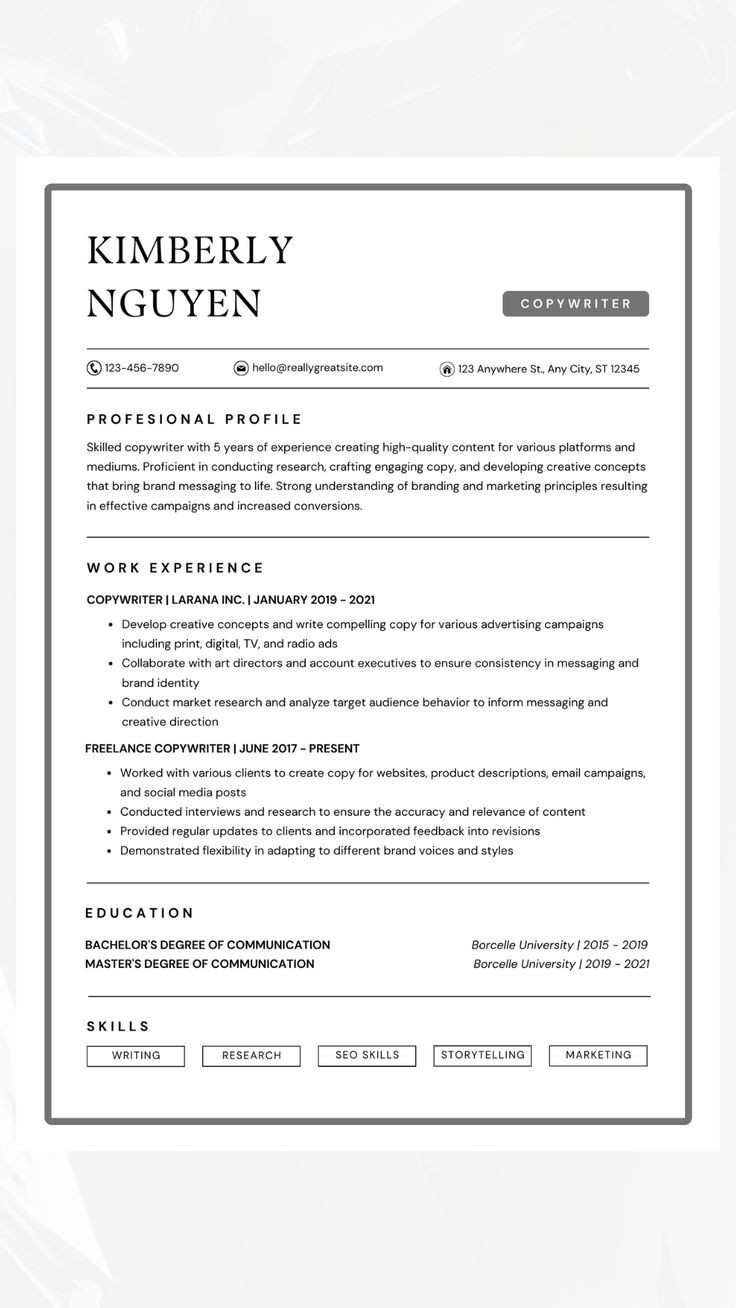 KIMBERLY
NGUYEN
COPYWRITER
123-456-7890 hello@reallygreatsite.com 123 Anywhere St., Any City, ST 12345
PROFESIONAL PROFILE
Skilled copywriter with 5 years of experience creating high-quality content for various platforms and
mediums. Proficient in conducting research, crafting engaging copy, and developing creative concepts
that bring brand messaging to life. Strong understanding of branding and marketing principles resulting
in effective campaigns and increased conversions.
WORK EXPERIENCE
COPYWRITER | LARANA INC. | JANUARY 2019 - 2021
• Develop creative concepts and write compelling copy for various advertising campaigns
including print, digital, TV, and radio ads
• Collaborate with art directors and account executives to ensure consistency in messaging and
brand identity
• Conduct market research and analyze target audience behavior to inform messaging and
creative direction
FREELANCE COPYWRITER | JUNE 2017 - PRESENT
• Worked with various clients to create copy for websites, product descriptions, email campaigns,
and social media posts
• Conducted interviews and research to ensure the accuracy and relevance of content
• Provided regular updates to clients and incorporated feedback into revisions
• Demonstrated flexibility in adapting to different brand voices and styles
EDUCATION
BACHELOR'S DEGREE OF COMMUNICATION Borcelle University | 2015 - 2019
MASTER'S DEGREE OF COMMUNICATION Borcelle University | 2019 - 2021
SKILLS
WRITING RESEARCH SEO SKILLS STORYTELLING MARKETING